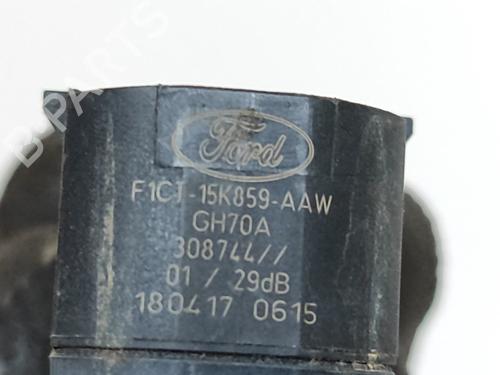 B-PARTS
Ford
F1CT-15K859-AAW
GH70A
308744//
01 / 29dB
180417 0615